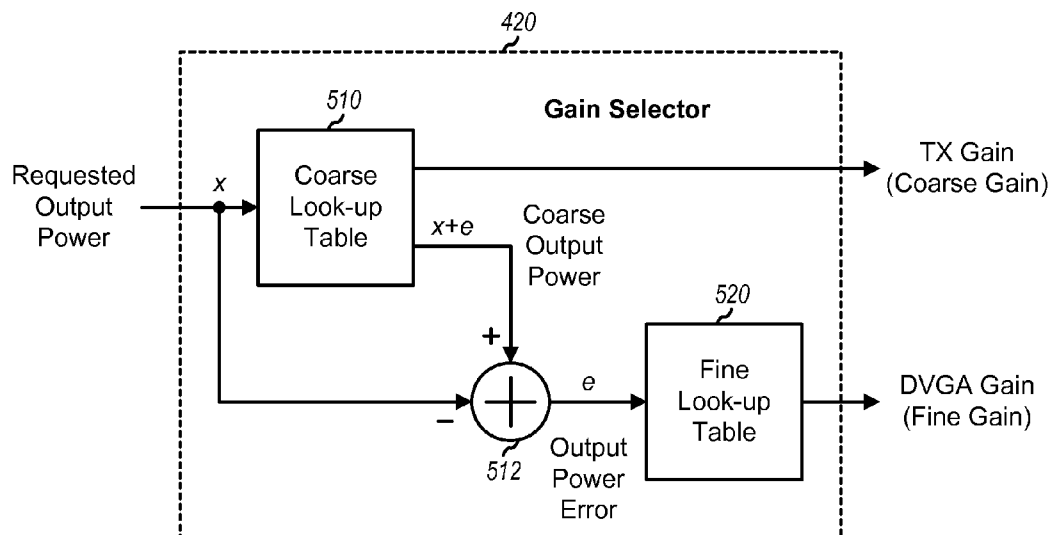 420
510
Gain Selector
Requested
Output
Power
x
Coarse
Look-up
Table
TX Gain
(Coarse Gain)
x+e
Coarse
Output
Power
520
+
−
512
e
Output
Power
Error
Fine
Look-up
Table
DVGA Gain
(Fine Gain)